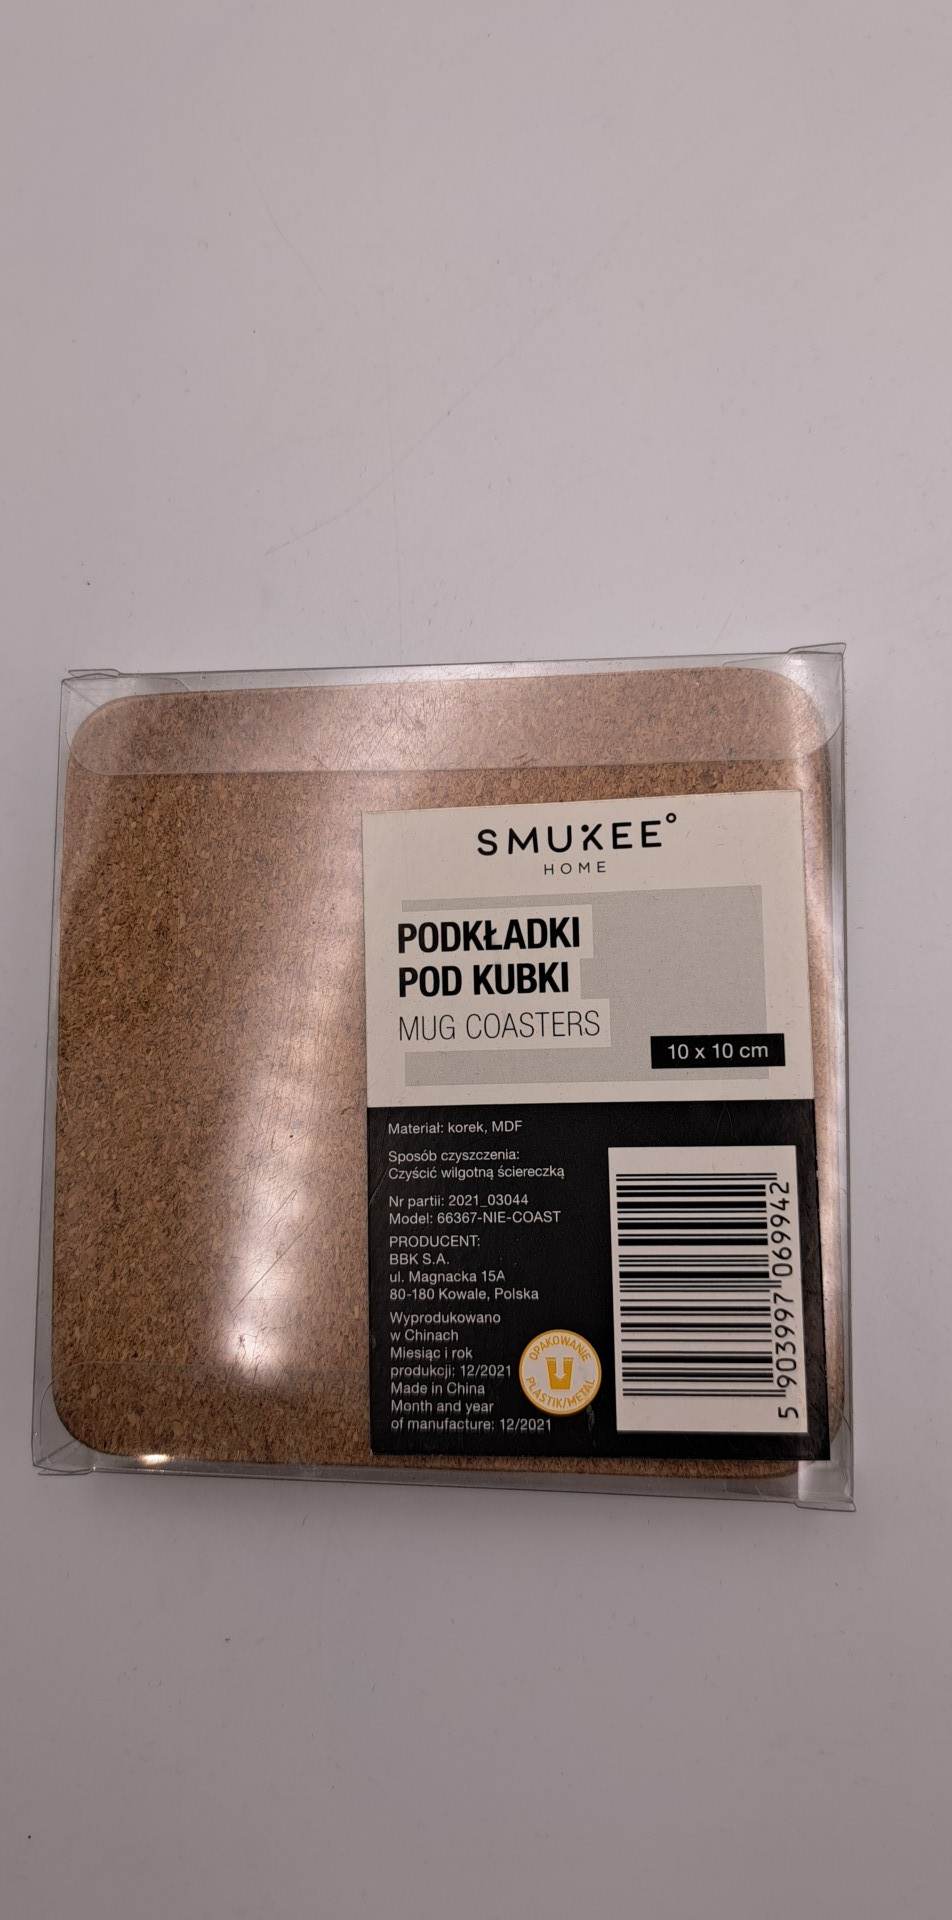 SMUKEE°
HOME
PODKŁADKI
POD KUBKI
MUG COASTERS
10 x 10 cm
Materiał: korek, MDF
Sposób czyszczenia:
Czyścić wilgotną ściereczką
Nr partii: 2021_03044
Model: 66367-NIE-COAST
PRODUCENT:
BBK S.A.
ul. Magnacka 15A
80-180 Kowale, Polska
Wyprodukowano
w Chinach
Miesiąc i rok
produkcji: 12/2021
Made in China
Month and year
of manufacture: 12/2021
OPAKOWANIE
PLASTIK/METAL
5 903997 069942